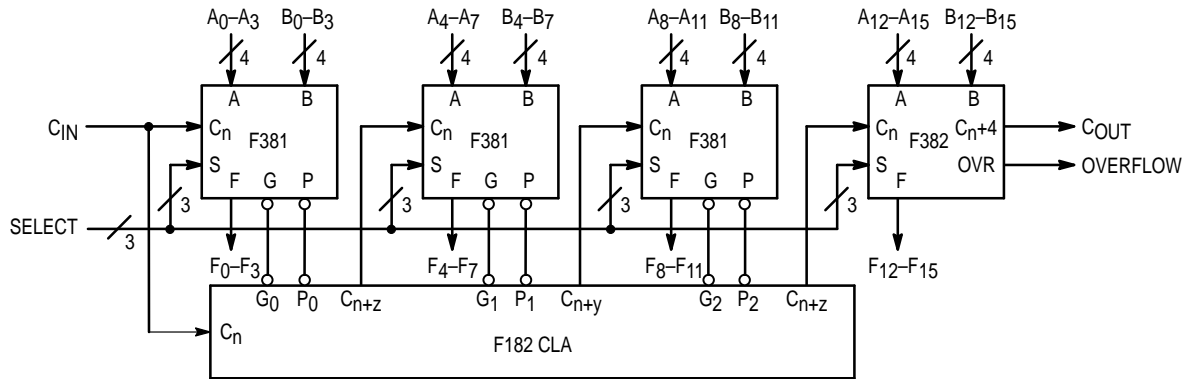 A0–A3 B0–B3 A4–A7 B4–B7 A8–A11 B8–B11 A12–A15 B12–B15
4 4 4 4 4 4 4 4
A B A B A B A B
CIN Cn F381 Cn F381 Cn F381 Cn F382 Cn+4 COUT
S S S S OVR OVERFLOW
F G P F G P F G P F
3 3 3 3
SELECT 3
F0–F3 F4–F7 F8–F11 F12–F15
G0 P0 Cn+z G1 P1 Cn+y G2 P2 Cn+z
Cn
F182 CLA